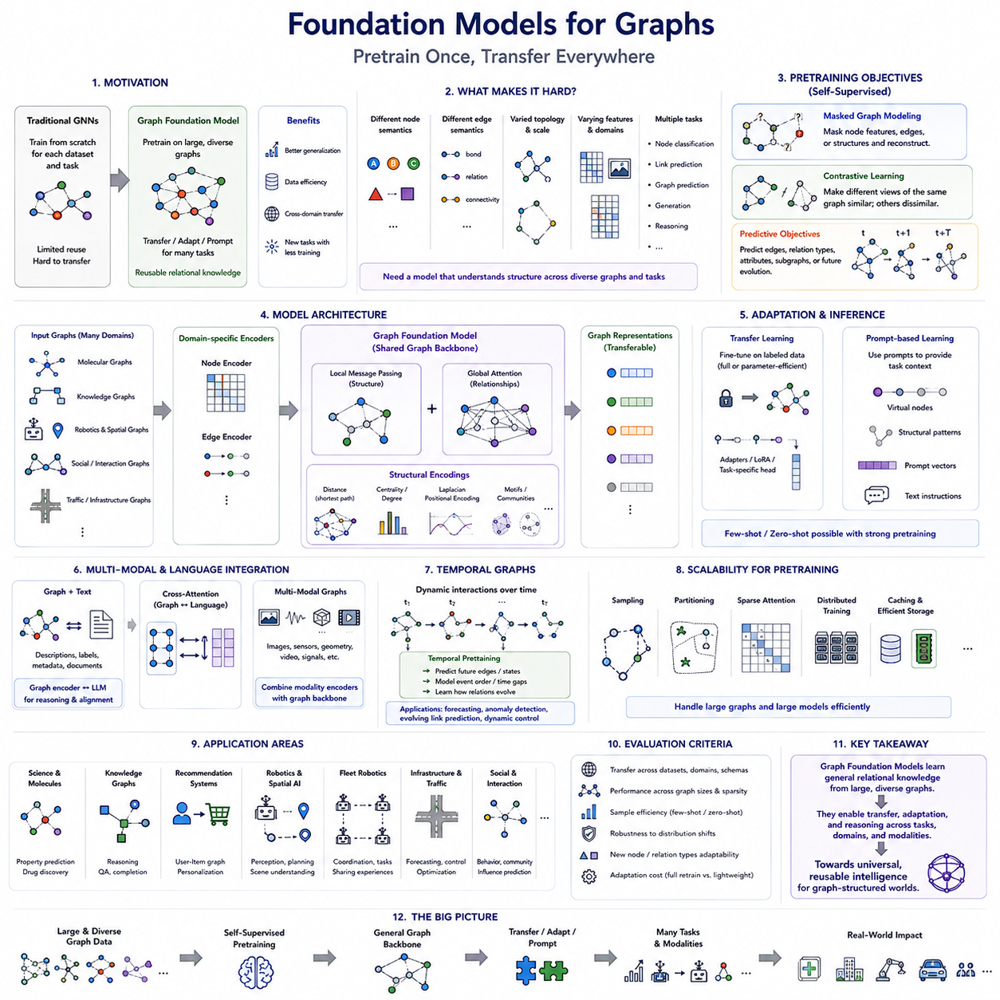 Foundation Models for Graphs
Pretrain Once, Transfer Everywhere
1. MOTIVATION
Traditional GNNs
Train from scratch
for each dataset
and task
Limited reuse
Hard to transfer
Graph Foundation Model
Pretrain on large, diverse
graphs
Transfer / Adapt / Prompt
for many tasks
Reusable relational knowledge
Benefits
Better generalization
Data efficiency
Cross-domain transfer
New tasks with
less training
2. WHAT MAKES IT HARD?
Different node
semantics
A B C
...
Different edge
semantics
bond
relation
connectivity
...
Varied topology
& scale
Varying features
& domains
Multiple tasks
• Node classification
• Link prediction
• Graph prediction
• Generation
• Reasoning
• ...
Need a model that understands structure across diverse graphs and tasks
3. PRETRAINING OBJECTIVES
(Self-Supervised)
? ? ? ?
Masked Graph Modeling
Mask node features, edges,
or structures and reconstruct.
Contrastive Learning
Make different views of the same
graph similar; others dissimilar.
Predictive Objectives
Predict edges, relation types,
attributes, subgraphs, or future
evolution.
t t+1 t+T
4. MODEL ARCHITECTURE
Input Graphs (Many Domains)
Molecular Graphs
Knowledge Graphs
Robotics & Spatial Graphs
Social / Interaction Graphs
Traffic / Infrastructure Graphs
⋮
Domain-specific Encoders
Node Encoder
Edge Encoder
⋮
Graph Foundation Model
(Shared Graph Backbone)
Local Message Passing
(Structure)
+
Global Attention
(Relationships)
Structural Encodings
Distance
(shortest path)
Centrality /
Degree
Laplacian
Positional Encoding
Motifs /
Communities
...
Graph Representations
(Transferable)
⋮
5. ADAPTATION & INFERENCE
Transfer Learning
Fine-tune on labeled data
(full or parameter-efficient)
Adapters / LoRA /
Task-specific head
Prompt-based Learning
Use prompts to provide
task context
Virtual nodes
Structural patterns
Prompt vectors
Text instructions
Few-shot / Zero-shot possible with strong pretraining
6. MULTI-MODAL & LANGUAGE INTEGRATION
Graph + Text
Descriptions, labels,
metadata, documents
Graph encoder ↔ LLM
for reasoning & alignment
Cross-Attention
(Graph ↔ Language)
Multi-Modal Graphs
... ...
Images, sensors, geometry,
video, signals, etc.
Combine modality encoders
with graph backbone
7. TEMPORAL GRAPHS
Dynamic interactions over time
t1 t2 ... tT
Temporal Prettaining
→ Predict future edges / states
→ Model event order / time gaps
→ Learn how relations evolve
Applications: forecasting, anomaly detection,
evolving link prediction, dynamic control
8. SCALABILITY FOR PRETRAINING
Sampling
Partitioning
Sparse Attention
Distributed
Training
Caching &
Efficient Storage
...
Handle large graphs and large models efficiently
9. APPLICATION AREAS
Science &
Molecules
Property prediction
Drug discovery
Knowledge
Graphs
Reasoning
QA, completion
Recommendation
Systems
User-Item graph
Personalization
Robotics &
Spatial AI
Perception, planning
Scene understanding
Fleet Robotics
Coordination, tasks
Sharing experiences
Infrastructure &
Traffic
Forecasting, control
Optimization
Social &
Interaction
Behavior, community
Influence prediction
...
10. EVALUATION CRITERIA
Transfer across datasets, domains, schemas
Performance across graph sizes & sparsity
Sample efficiency (few-shot / zero-shot)
Robustness to distribution shifts
New node / relation types adaptability
Adaptation cost (full retrain vs. lightweight)
11. KEY TAKEAWAY
Graph Foundation Models learn
general relational knowledge
from large, diverse graphs.
They enable transfer, adaptation,
and reasoning across tasks,
domains, and modalities.
Towards universal,
reusable intelligence
for graph-structured worlds.
12. THE BIG PICTURE
Large & Diverse
Graph Data
...
Self-Supervised
Pretraining
General Graph
Backbone
Transfer / Adapt /
Prompt
Many Tasks
& Modalities
...
Real-World Impact
...